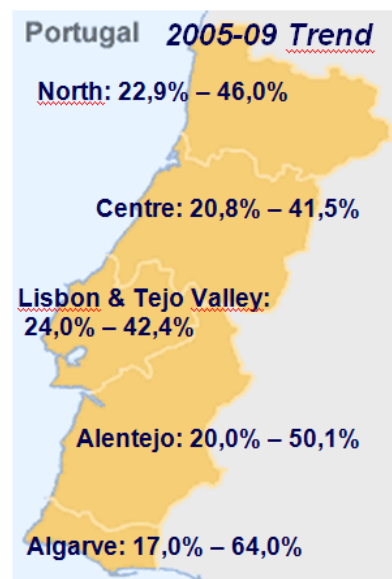 Portugal 2005-09 Trend
North: 22,9% – 46,0%
Centre: 20,8% – 41,5%
Lisbon & Tejo Valley:
24,0% – 42,4%
Alentejo: 20,0% – 50,1%
Algarve: 17,0% – 64,0%